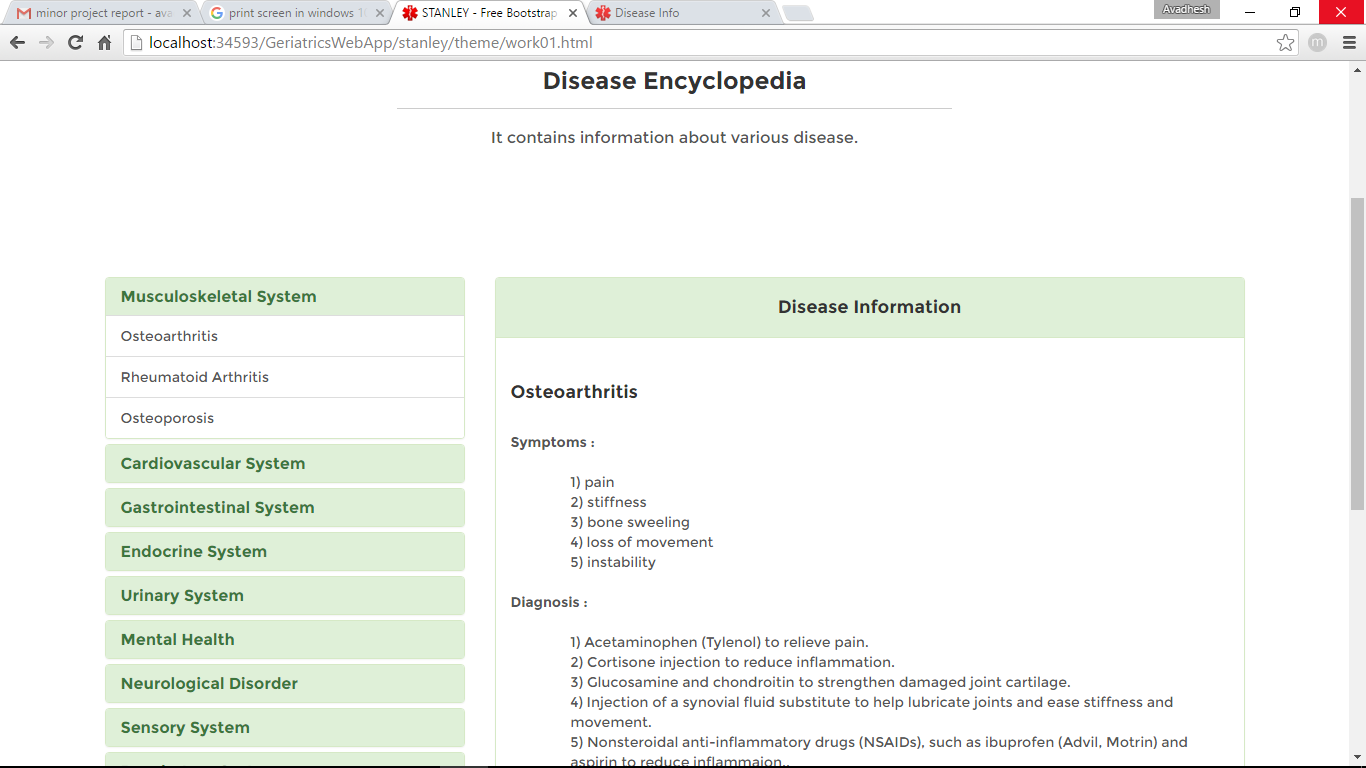 minor project report - ava
print screen in windows 1
STANLEY - Free Bootstrap
Disease Info
Avadhesh
localhost:34593/GeriatricsWebApp/stanley/theme/work01.html
m
Disease Encyclopedia
It contains information about various disease.
Musculoskeletal System
Osteoarthritis
Rheumatoid Arthritis
Osteoporosis
Cardiovascular System
Gastrointestinal System
Endocrine System
Urinary System
Mental Health
Neurological Disorder
Sensory System
Disease Information
Osteoarthritis
Symptoms :
1) pain
2) stiffness
3) bone sweeling
4) loss of movement
5) instability
Diagnosis :
1) Acetaminophen (Tylenol) to relieve pain.
2) Cortisone injection to reduce inflammation.
3) Glucosamine and chondroitin to strengthen damaged joint cartilage.
4) Injection of a synovial fluid substitute to help lubricate joints and ease stiffness and
movement.
5) Nonsteroidal anti-inflammatory drugs (NSAIDs), such as ibuprofen (Advil, Motrin) and
aspirin to reduce inflammaion..